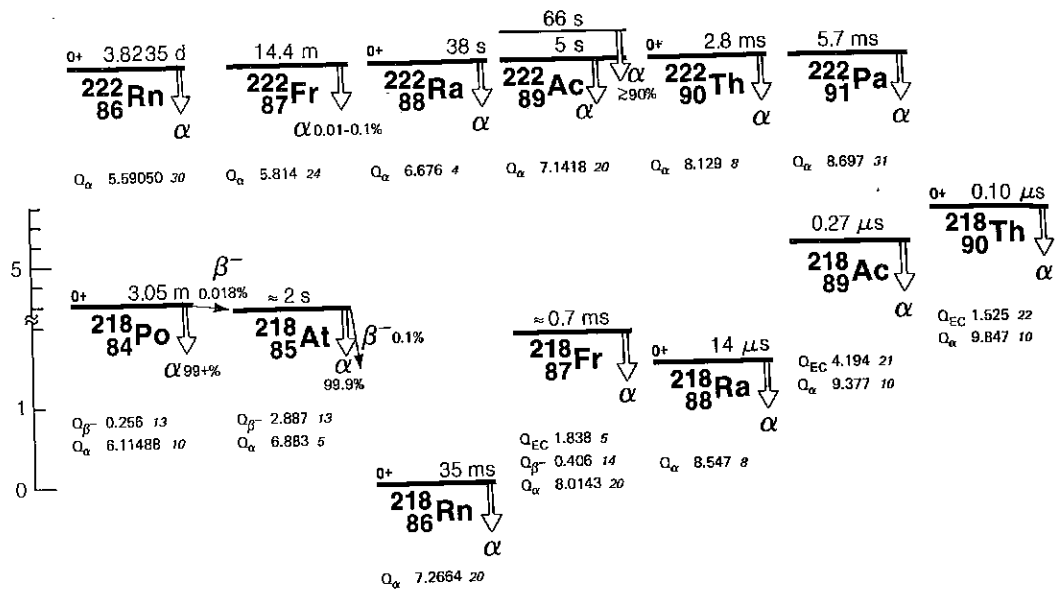 66 s
0+ 3.8235 d 14.4 m 0+ 38 s 5 s 0+ 2.8 ms 5.7 ms
222 86 Rn 222 87 Fr 222 88 Ra 222 89 Ac α ≥90% 222 90 Th 222 91 Pa
α α 0.01-0.1% α α α α
Qα 5.59050 30 Qα 5.814 24 Qα 6.676 4 Qα 7.1418 20 Qα 8.129 8 Qα 8.697 31
0+ 0.10 μs
218 90 Th
α
QEC 1.525 22
Qα 9.847 10
0.27 μs
218 89 Ac
α
QEC 4.194 21
Qα 9.377 10
5
1
0
0+ 3.05 m β− 0.018%
218 84 Po
α 99+%
Qβ− 0.256 13
Qα 6.11488 10
≈ 2 s
218 85 At β− 0.1%
α 99.9%
Qβ− 2.887 13
Qα 6.883 5
≈ 0.7 ms
218 87 Fr
α
QEC 1.838 5
Qβ− 0.406 14
Qα 8.0143 20
0+ 14 μs
218 88 Ra
α
Qα 8.547 8
0+ 35 ms
218 86 Rn
α
Qα 7.2664 20